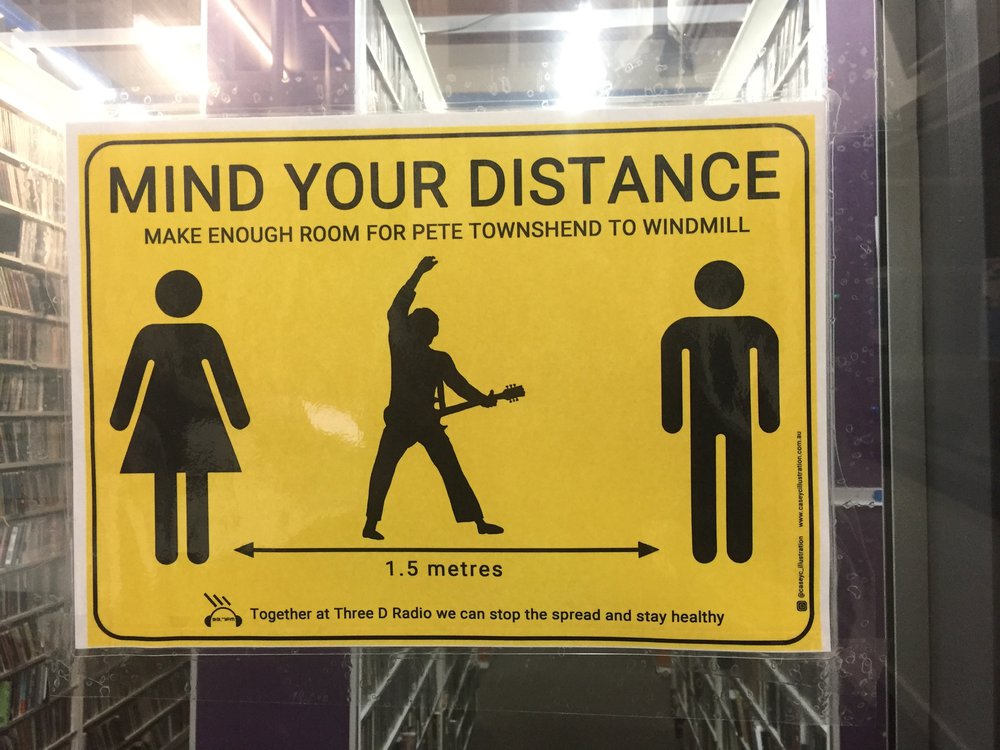 MIND YOUR DISTANCE
MAKE ENOUGH ROOM FOR PETE TOWNSHEND TO WINDMILL
1.5 metres
Together at Three D Radio we can stop the spread and stay healthy
@caseyc_illustration www.caseycillustration.com.au